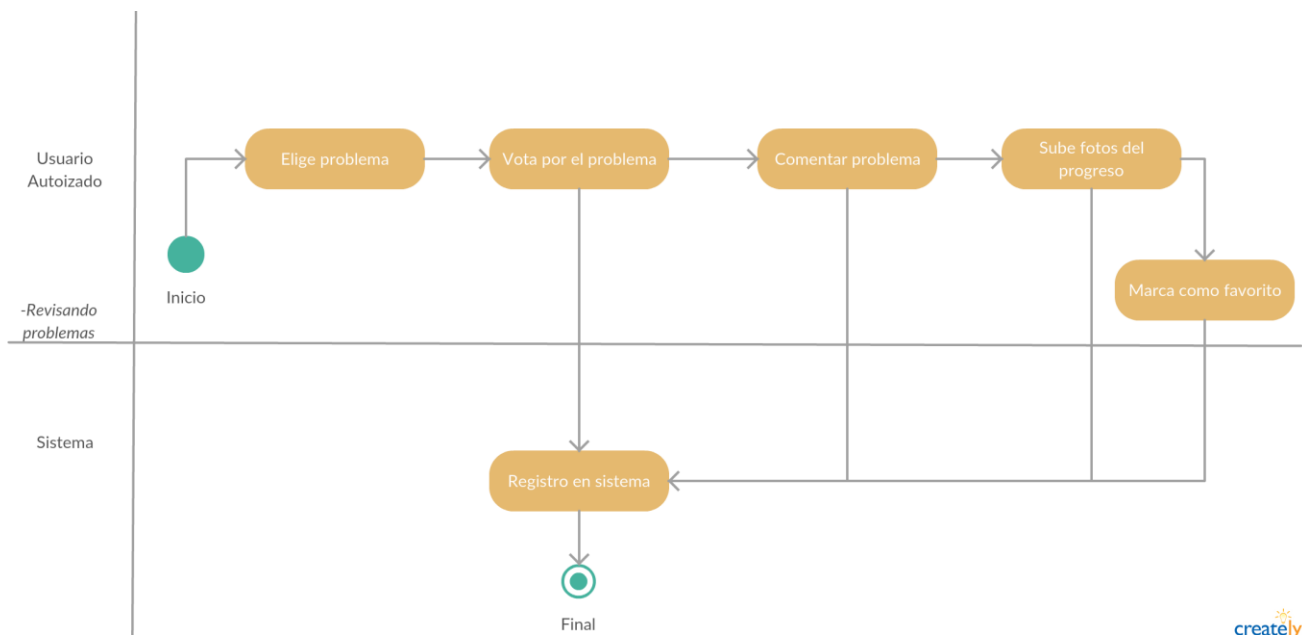 Usuario
Autoizado
Elige problema
Vota por el problema
Comentar problema
Sube fotos del
progreso
Inicio
Marca como favorito
-Revisando
problemas
Sistema
Registro en sistema
Final
creately